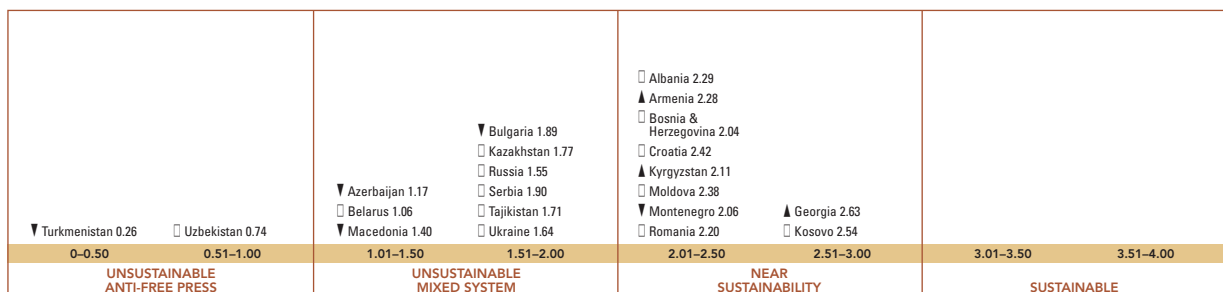 ▼ Turkmenistan 0.26
□ Uzbekistan 0.74
▼ Azerbaijan 1.17
□ Belarus 1.06
▼ Macedonia 1.40
▼ Bulgaria 1.89
□ Kazakhstan 1.77
□ Russia 1.55
□ Serbia 1.90
□ Tajikistan 1.71
□ Ukraine 1.64
□ Albania 2.29
▲ Armenia 2.28
□ Bosnia &
Herzegovina 2.04
□ Croatia 2.42
▲ Kyrgyzstan 2.11
□ Moldova 2.38
▼ Montenegro 2.06
□ Romania 2.20
▲ Georgia 2.63
□ Kosovo 2.54
0–0.50 0.51–1.00 1.01–1.50 1.51–2.00 2.01–2.50 2.51–3.00 3.01–3.50 3.51–4.00
UNSUSTAINABLE
ANTI-FREE PRESS
UNSUSTAINABLE
MIXED SYSTEM
NEAR
SUSTAINABILITY
SUSTAINABLE